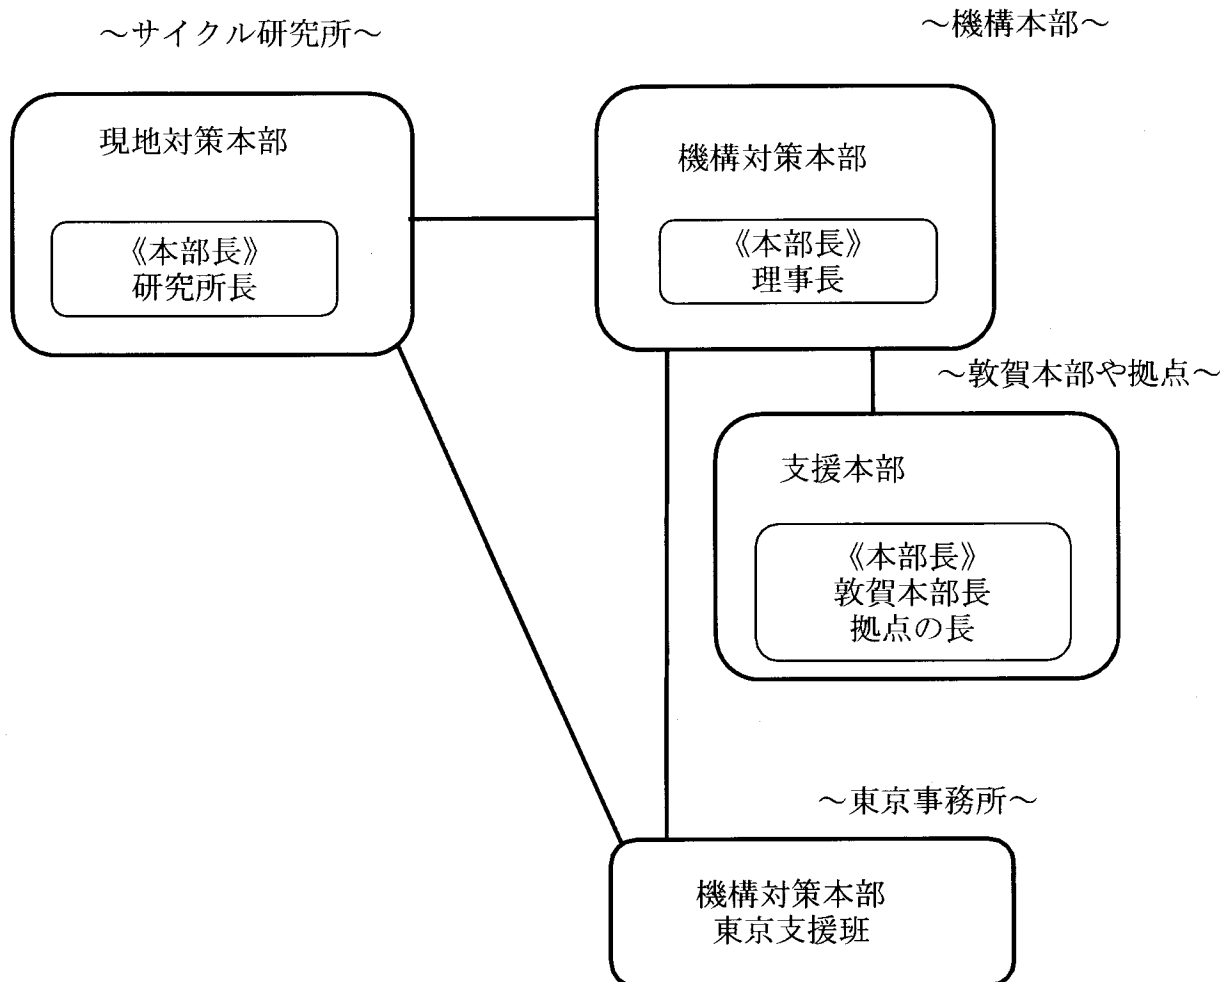 ～サイクル研究所～
～機構本部～
現地対策本部
《本部長》
研究所長
機構対策本部
《本部長》
理事長
～敦賀本部や拠点～
支援本部
《本部長》
敦賀本部長
拠点の長
～東京事務所～
機構対策本部
東京支援班